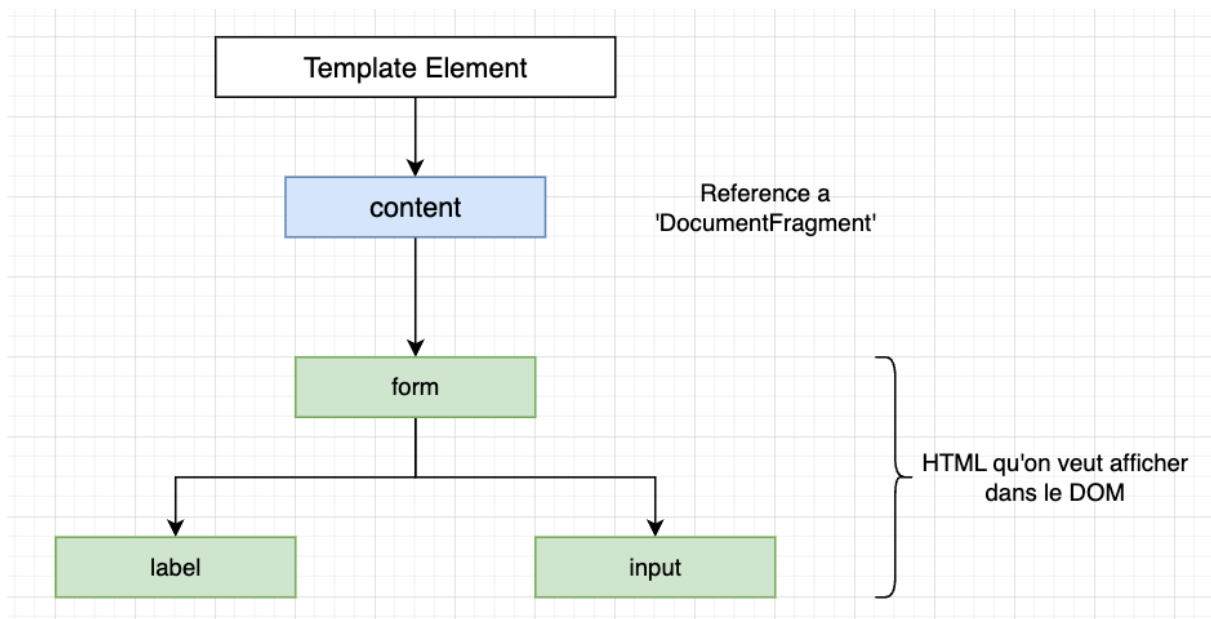 Template Element
content
Reference a
'DocumentFragment'
form
HTML qu'on veut afficher
dans le DOM
label
input